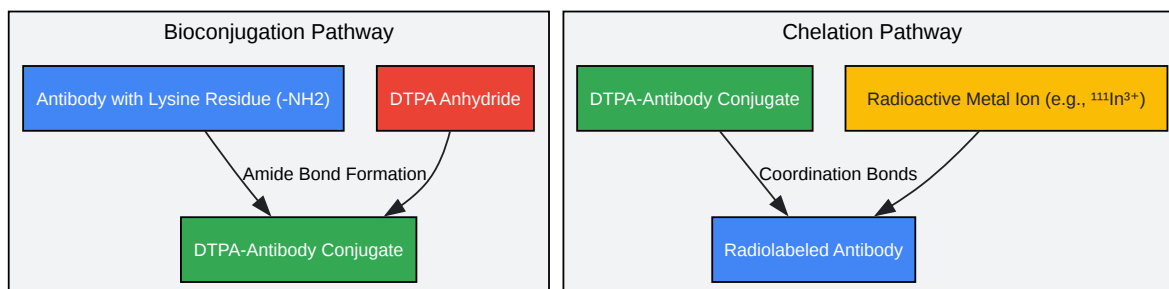 Bioconjugation Pathway
Antibody with Lysine Residue (-NH2)
DTPA Anhydride
Amide Bond Formation
DTPA-Antibody Conjugate
Chelation Pathway
DTPA-Antibody Conjugate
Radioactive Metal Ion (e.g., ¹¹¹In³⁺)
Coordination Bonds
Radiolabeled Antibody